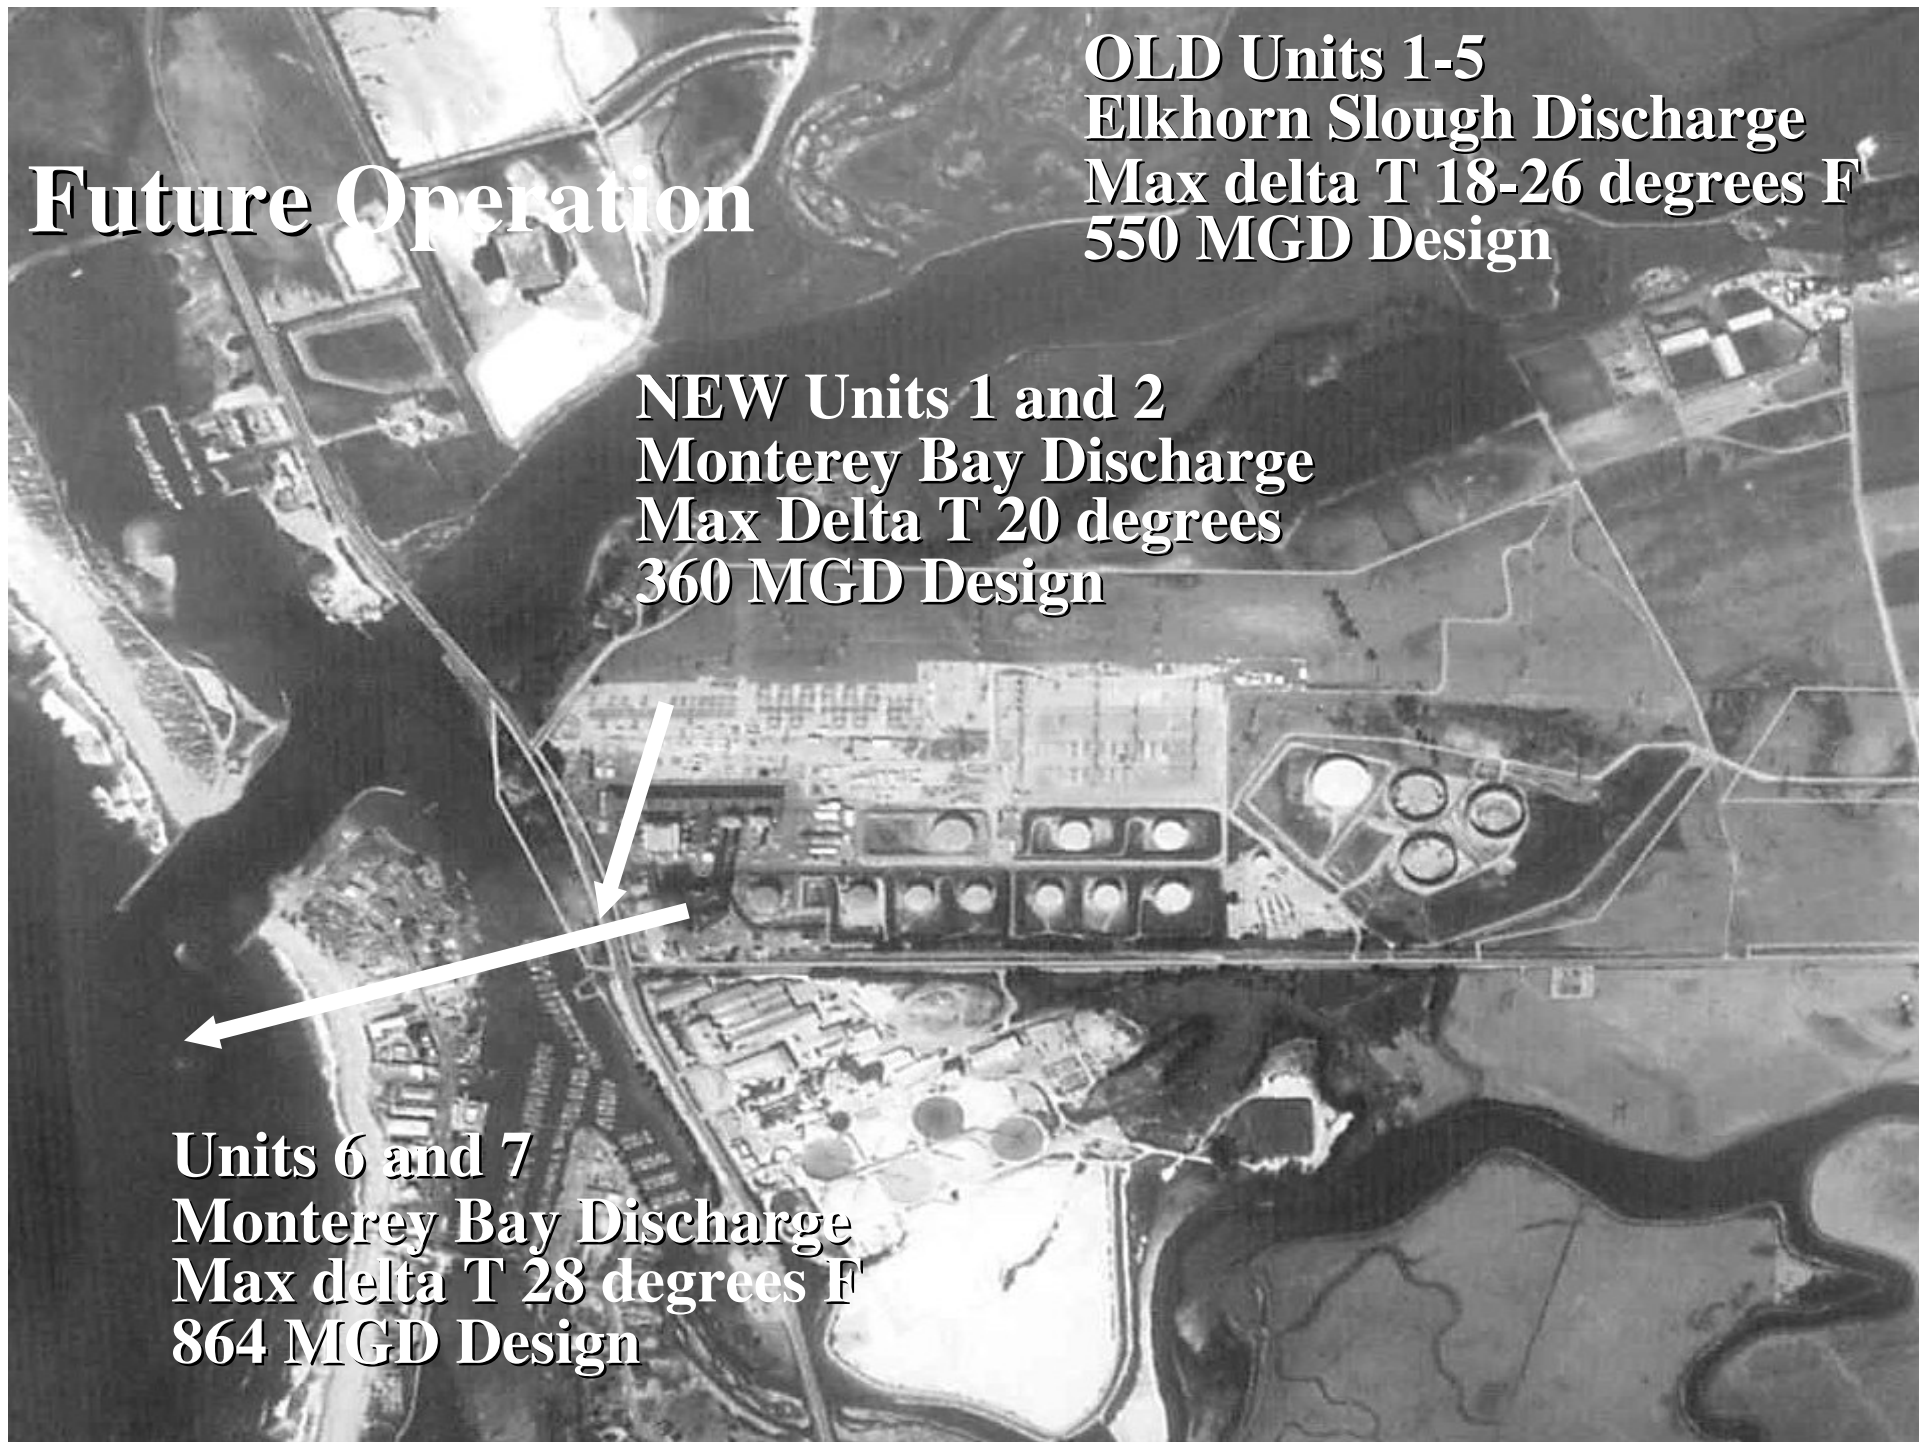 OLD Units 1-5
Elkhorn Slough Discharge
Max delta T 18-26 degrees F
550 MGD Design
Future Operation
NEW Units 1 and 2
Monterey Bay Discharge
Max Delta T 20 degrees
360 MGD Design
Units 6 and 7
Monterey Bay Discharge
Max delta T 28 degrees F
864 MGD Design